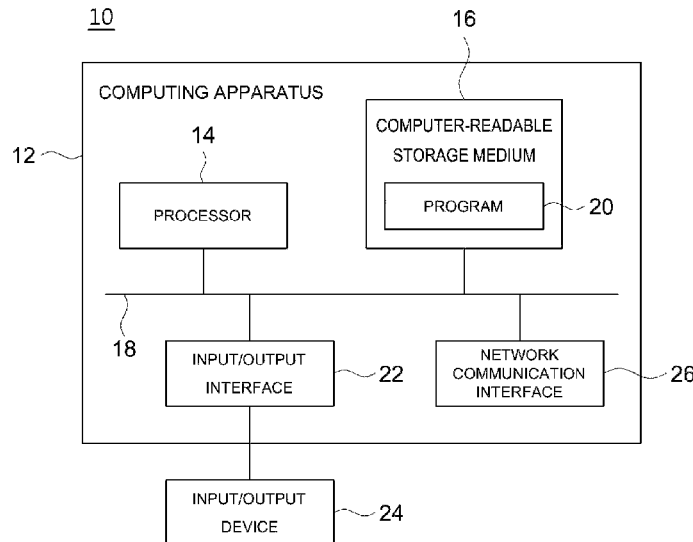 10
16
COMPUTING APPARATUS
COMPUTER-READABLE
STORAGE MEDIUM
14
12
PROCESSOR
PROGRAM
20
18
INPUT/OUTPUT
INTERFACE
22
NETWORK
COMMUNICATION
INTERFACE
26
INPUT/OUTPUT
DEVICE
24